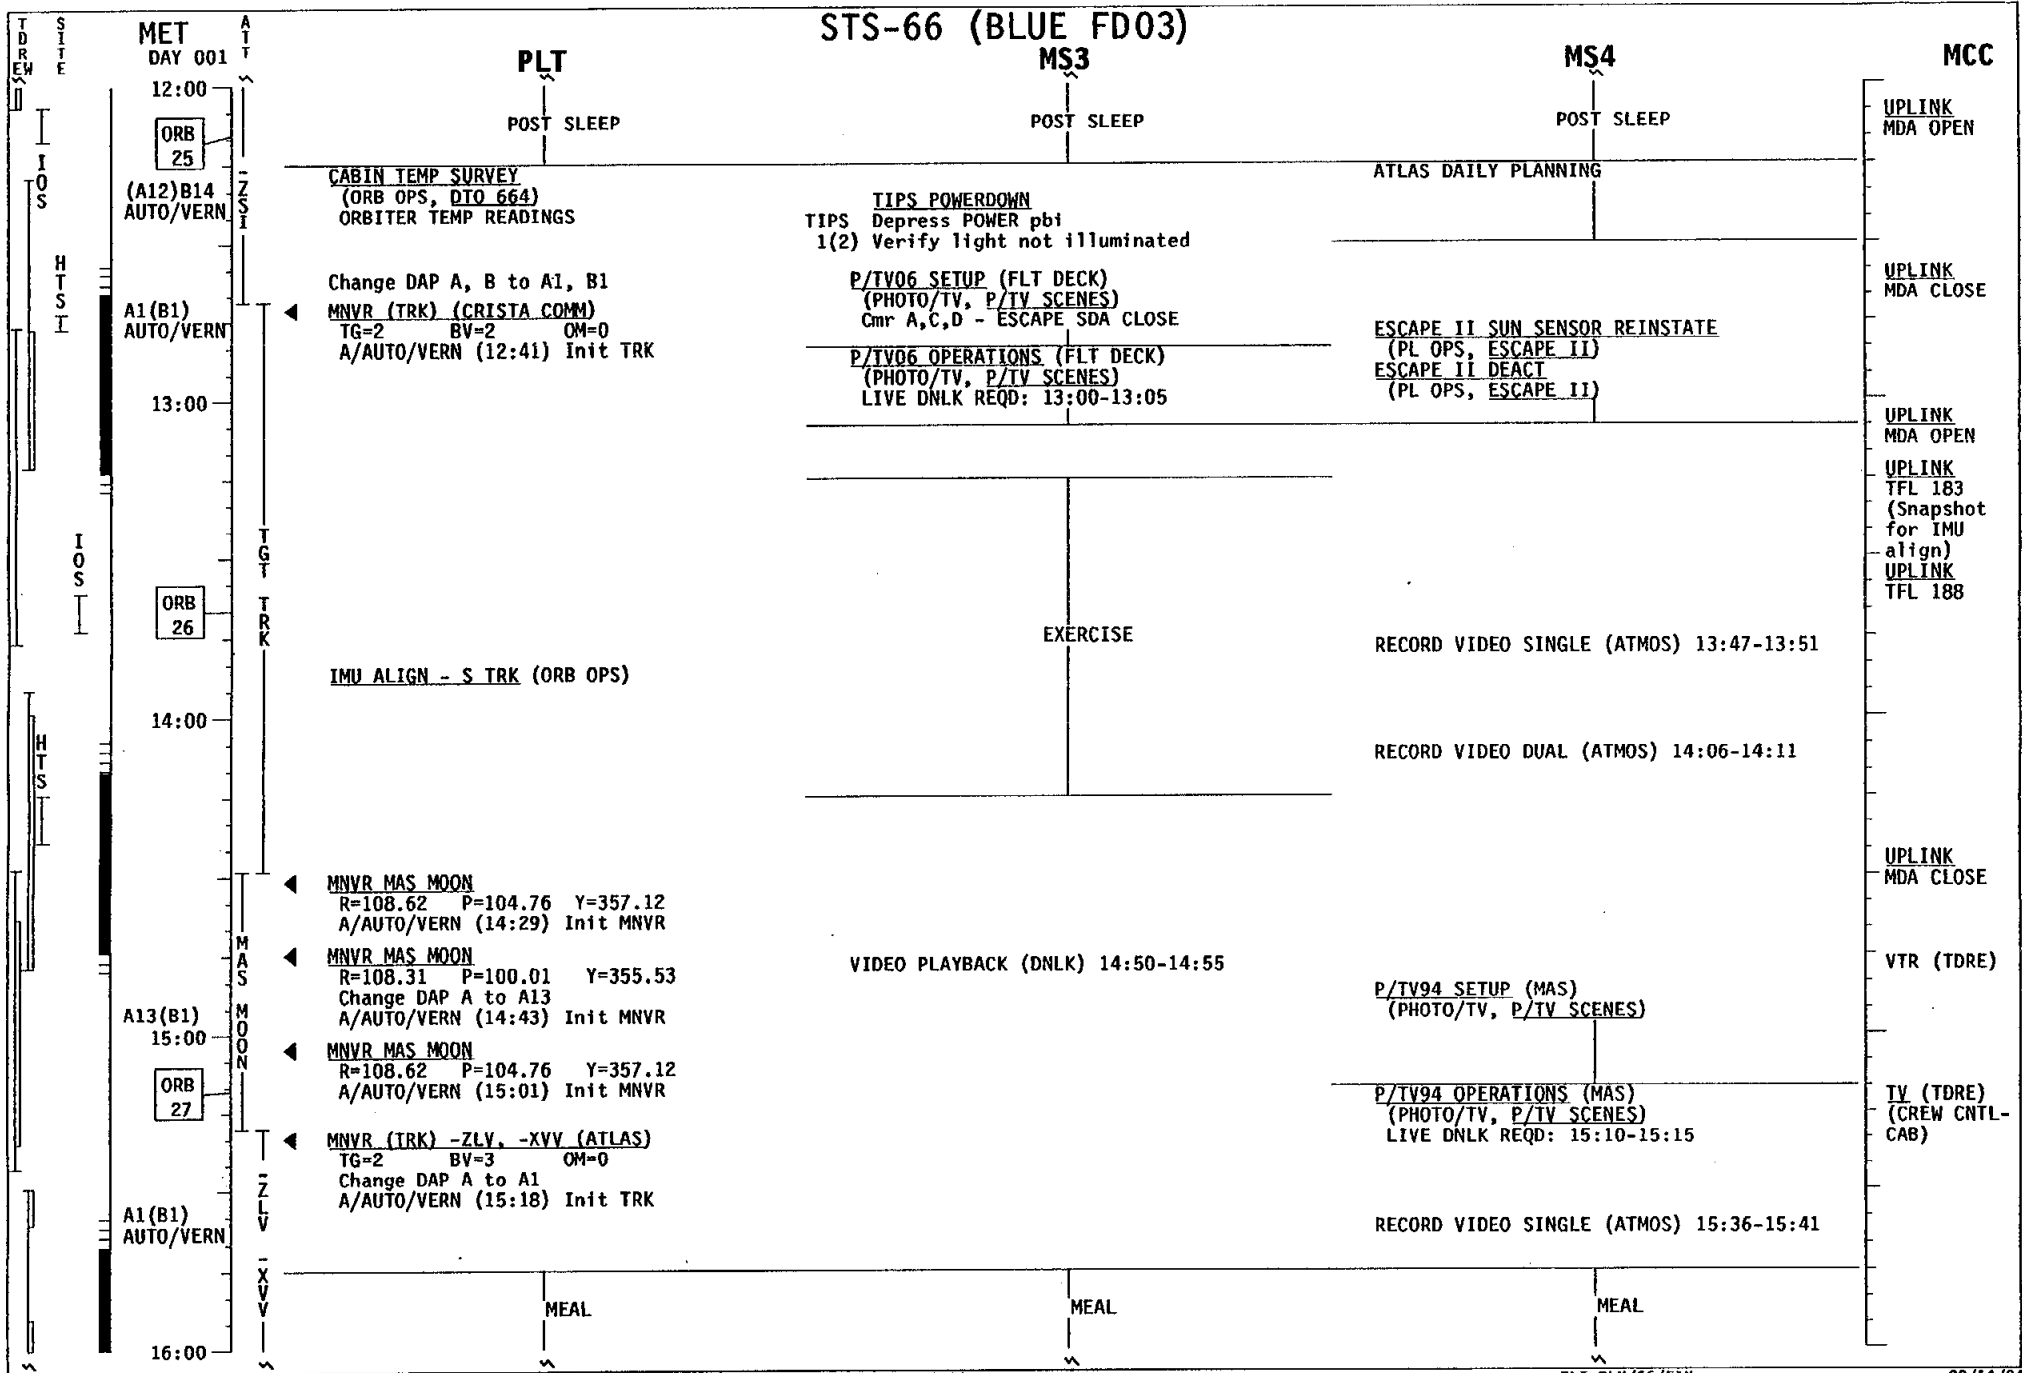 STS-66 (BLUE FD03)
TDRW
TDRE
SITE
MET
DAY 001
ATT
PLT
MS3
MS4
MCC
12:00
ORB
25
(A12)B14
AUTO/VERN
A1(B1)
AUTO/VERN
13:00
ORB
26
14:00
A13(B1)
15:00
ORB
27
A1(B1)
AUTO/VERN
16:00
IOS
HTS
IOS
HTS
-ZSI
TGT TRK
MAS MOON
-ZLV -XVV
POST SLEEP
CABIN TEMP SURVEY
(ORB OPS, DTO 664)
ORBITER TEMP READINGS
Change DAP A, B to A1, B1
MNVR (TRK) (CRISTA COMM)
TG=2 BV=2 OM=0
A/AUTO/VERN (12:41) Init TRK
IMU ALIGN - S TRK (ORB OPS)
MNVR MAS MOON
R=108.62 P=104.76 Y=357.12
A/AUTO/VERN (14:29) Init MNVR
MNVR MAS MOON
R=108.31 P=100.01 Y=355.53
Change DAP A to A13
A/AUTO/VERN (14:43) Init MNVR
MNVR MAS MOON
R=108.62 P=104.76 Y=357.12
A/AUTO/VERN (15:01) Init MNVR
MNVR (TRK) -ZLV, -XVV (ATLAS)
TG=2 BV=3 OM=0
Change DAP A to A1
A/AUTO/VERN (15:18) Init TRK
MEAL
POST SLEEP
TIPS POWERDOWN
TIPS Depress POWER pbi
1(2) Verify light not illuminated
P/TV06 SETUP (FLT DECK)
(PHOTO/TV, P/TV SCENES)
Cmr A,C,D - ESCAPE SDA CLOSE
P/TV06 OPERATIONS (FLT DECK)
(PHOTO/TV, P/TV SCENES)
LIVE DNLK REQD: 13:00-13:05
EXERCISE
VIDEO PLAYBACK (DNLK) 14:50-14:55
MEAL
POST SLEEP
ATLAS DAILY PLANNING
ESCAPE II SUN SENSOR REINSTATE
(PL OPS, ESCAPE II)
ESCAPE II DEACT
(PL OPS, ESCAPE II)
RECORD VIDEO SINGLE (ATMOS) 13:47-13:51
RECORD VIDEO DUAL (ATMOS) 14:06-14:11
P/TV94 SETUP (MAS)
(PHOTO/TV, P/TV SCENES)
P/TV94 OPERATIONS (MAS)
(PHOTO/TV, P/TV SCENES)
LIVE DNLK REQD: 15:10-15:15
RECORD VIDEO SINGLE (ATMOS) 15:36-15:41
MEAL
UPLINK
MDA OPEN
UPLINK
MDA CLOSE
UPLINK
MDA OPEN
UPLINK
TFL 183
(Snapshot
for IMU
align)
UPLINK
TFL 188
UPLINK
MDA CLOSE
VTR (TDRE)
TV (TDRE)
(CREW CNTL-
CAB)